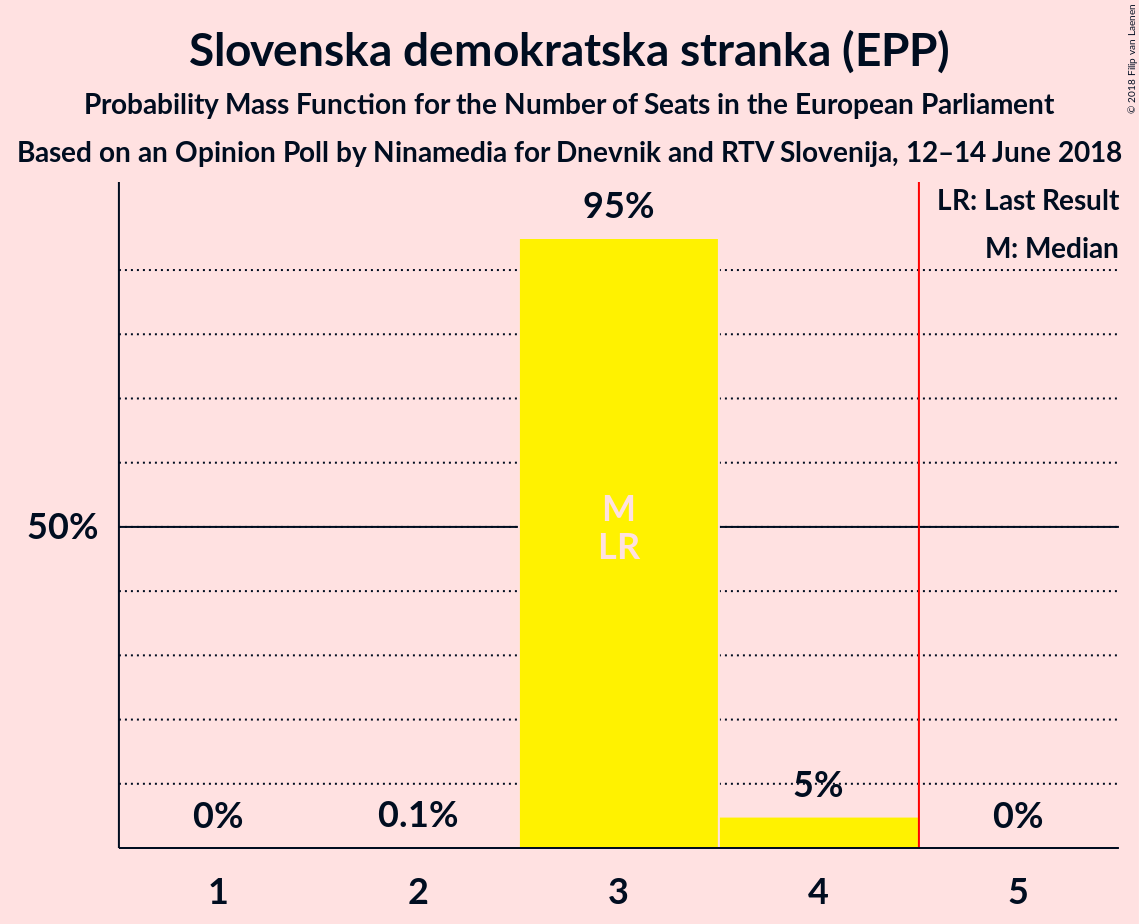 Slovenska demokratska stranka (EPP)
Probability Mass Function for the Number of Seats in the European Parliament
Based on an Opinion Poll by Ninamedia for Dnevnik and RTV Slovenija, 12–14 June 2018
© 2018 Filip van Laenen
LR: Last Result
M: Median
95%
50%
M
LR
0%
0.1%
5%
0%
1
2
3
4
5